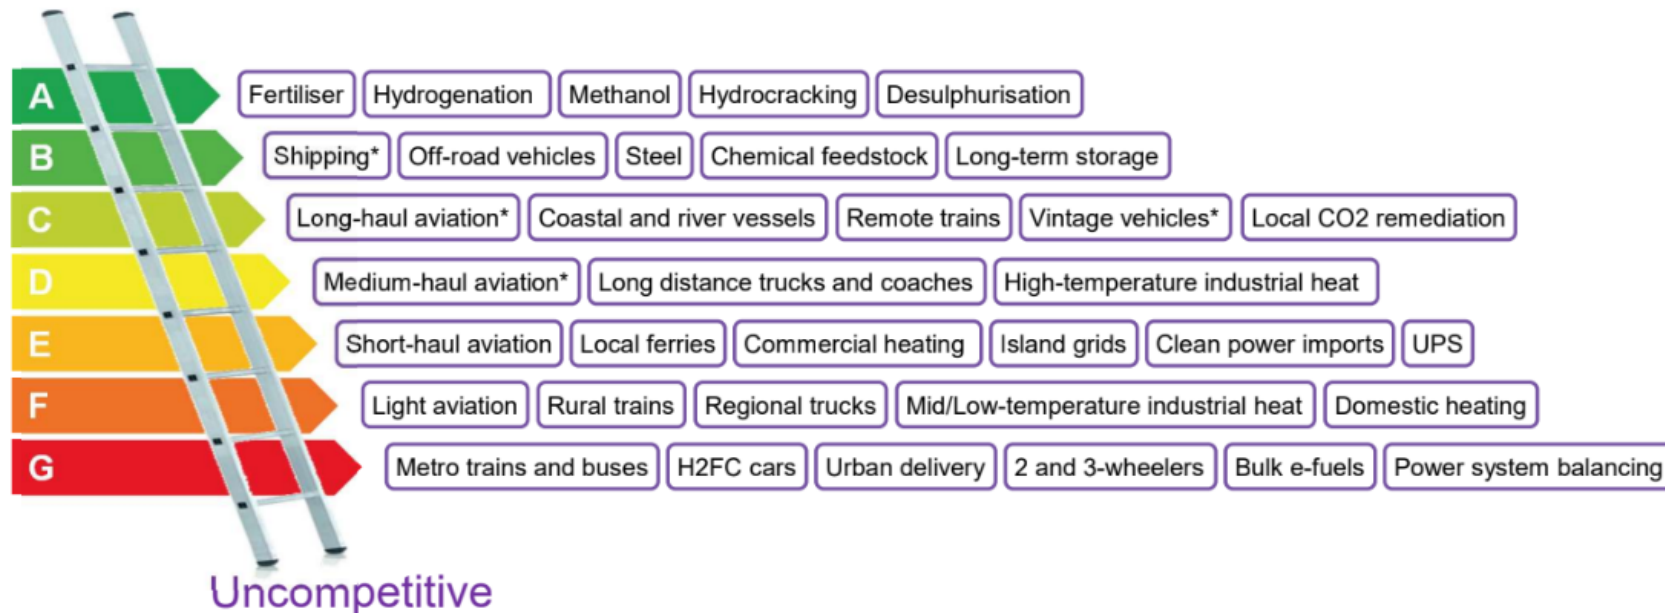 A Fertiliser Hydrogenation Methanol Hydrocracking Desulphurisation
B Shipping* Off-road vehicles Steel Chemical feedstock Long-term storage
C Long-haul aviation* Coastal and river vessels Remote trains Vintage vehicles* Local CO2 remediation
D Medium-haul aviation* Long distance trucks and coaches High-temperature industrial heat
E Short-haul aviation Local ferries Commercial heating Island grids Clean power imports UPS
F Light aviation Rural trains Regional trucks Mid/Low-temperature industrial heat Domestic heating
G Metro trains and buses H2FC cars Urban delivery 2 and 3-wheelers Bulk e-fuels Power system balancing
Uncompetitive